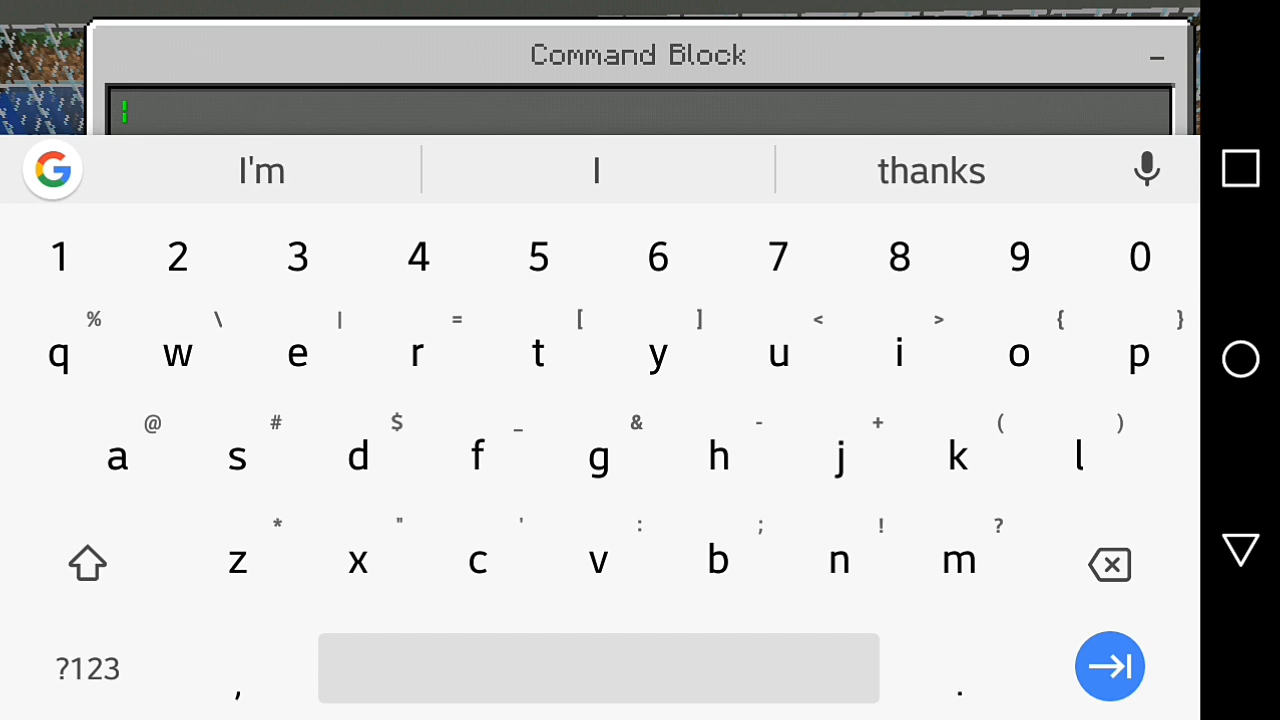 Command Block
I'm I thanks
1 2 3 4 5 6 7 8 9 0
% \ | = [ ] < > { }
q w e r t y u i o p
@ # $ _ & - + ( )
a s d f g h j k l
* " ' : ; ! ?
z x c v b n m
?123 , .